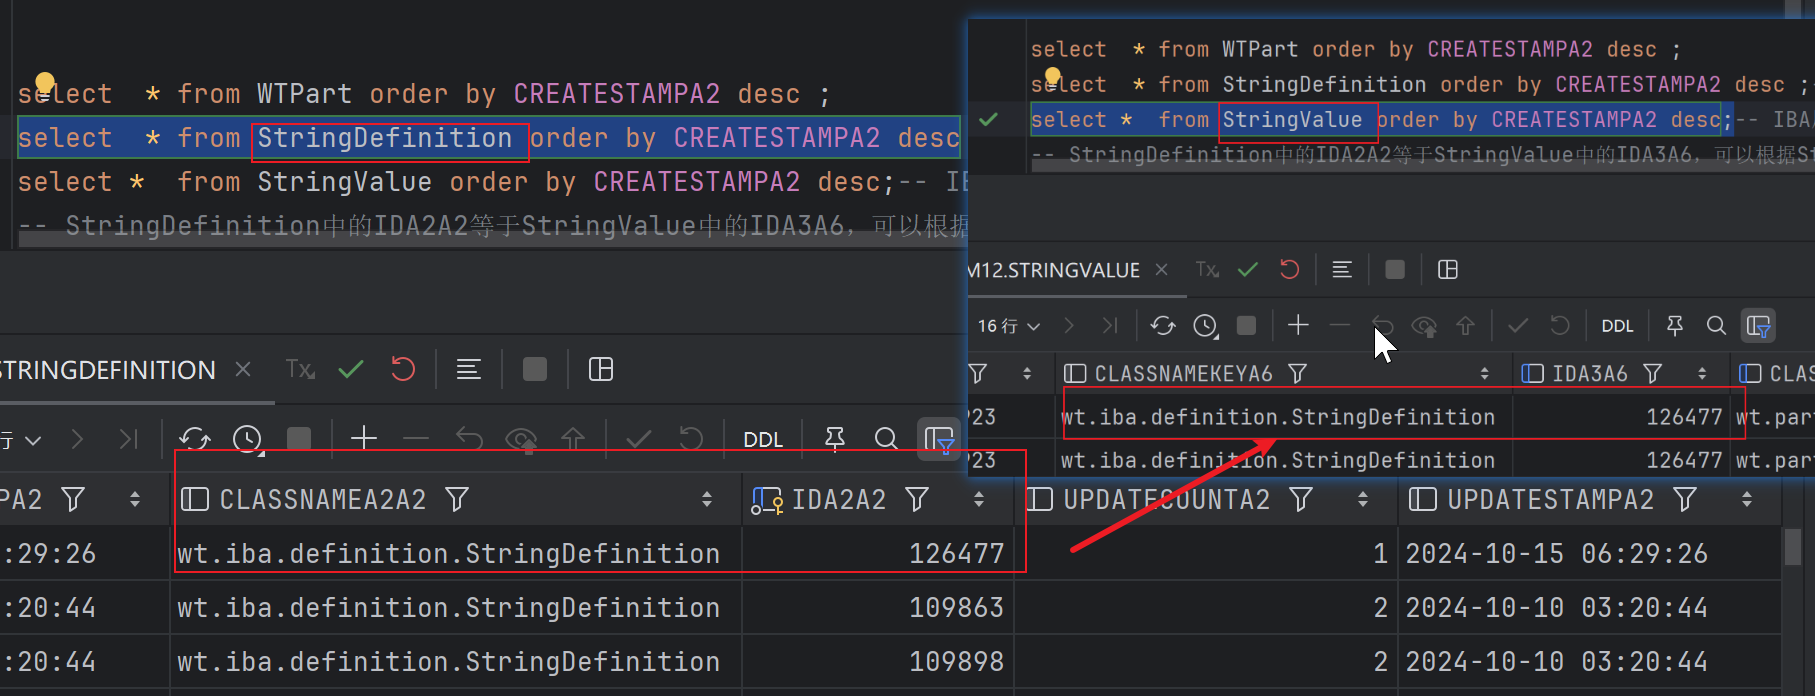 select * from WTPart order by CREATESTAMPA2 desc ;
select * from StringDefinition order by CREATESTAMPA2 desc
select * from StringValue order by CREATESTAMPA2 desc;--
-- StringDefinition中的IDA2A2等于StringValue中的IDA3A6，可以根据
STRINGDEFINITION
Tx
行
DDL
PA2 CLASSNAMEA2A2 IDA2A2 UPDATECOUNTA2 UPDATESTAMPA2
:29:26 wt.iba.definition.StringDefinition 126477 1 2024-10-15 06:29:26
:20:44 wt.iba.definition.StringDefinition 109863 2 2024-10-10 03:20:44
:20:44 wt.iba.definition.StringDefinition 109898 2 2024-10-10 03:20:44
select * from WTPart order by CREATESTAMPA2 desc ;
select * from StringDefinition order by CREATESTAMPA2 desc ;
select * from StringValue order by CREATESTAMPA2 desc;-- IBA
-- StringDefinition中的IDA2A2等于StringValue中的IDA3A6，可以根据St
M12.STRINGVALUE
Tx
16 行
DDL
CLASSNAMEKEYA6 IDA3A6 CLAS
23 wt.iba.definition.StringDefinition 126477 wt.par
23 wt.iba.definition.StringDefinition 126477 wt.par